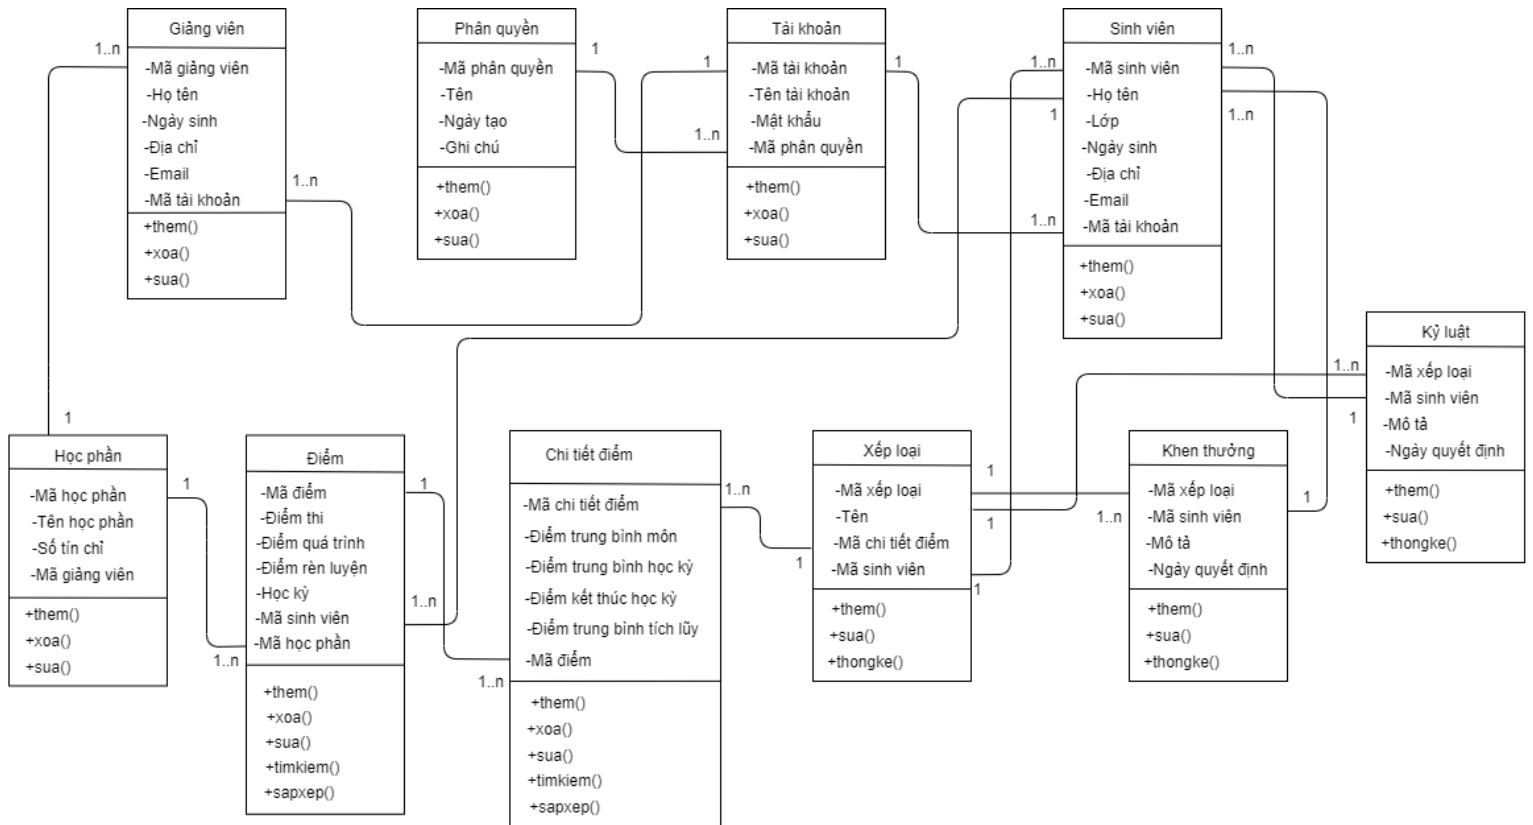 Giảng viên
-Mã giảng viên
-Họ tên
-Ngày sinh
-Địa chỉ
-Email
-Mã tài khoản
+them()
+xoa()
+sua()
1..n
1..n
Phân quyền
-Mã phân quyền
-Tên
-Ngày tạo
-Ghi chú
+them()
+xoa()
+sua()
1
Tài khoản
-Mã tài khoản
-Tên tài khoản
-Mật khẩu
-Mã phân quyền
+them()
+xoa()
+sua()
1
1..n
1
Sinh viên
-Mã sinh viên
-Họ tên
-Lớp
-Ngày sinh
-Địa chỉ
-Email
-Mã tài khoản
+them()
+xoa()
+sua()
1..n
1
1..n
1..n
1..n
Kỷ luật
-Mã xếp loại
-Mã sinh viên
-Mô tả
-Ngày quyết định
+them()
+sua()
+thongke()
1..n
1
1
Học phần
-Mã học phần
-Tên học phần
-Số tín chỉ
-Mã giảng viên
+them()
+xoa()
+sua()
1
1..n
Điểm
-Mã điểm
-Điểm thi
-Điểm quá trình
-Điểm rèn luyện
-Học kỳ
-Mã sinh viên
-Mã học phần
+them()
+xoa()
+sua()
+timkiem()
+sapxep()
1
1..n
1..n
Chi tiết điểm
-Mã chi tiết điểm
-Điểm trung bình môn
-Điểm trung bình học kỳ
-Điểm kết thúc học kỳ
-Điểm trung bình tích lũy
-Mã điểm
+them()
+xoa()
+sua()
+timkiem()
+sapxep()
1..n
1
Xếp loại
-Mã xếp loại
-Tên
-Mã chi tiết điểm
-Mã sinh viên
+them()
+sua()
+thongke()
1
1
1
1..n
Khen thưởng
-Mã xếp loại
-Mã sinh viên
-Mô tả
-Ngày quyết định
+them()
+sua()
+thongke()
1